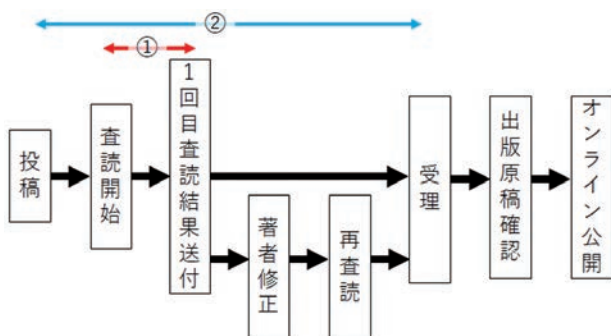 ②
①
投稿
査読開始
1回目査読結果送付
著者修正
再査読
受理
出版原稿確認
オンライン公開